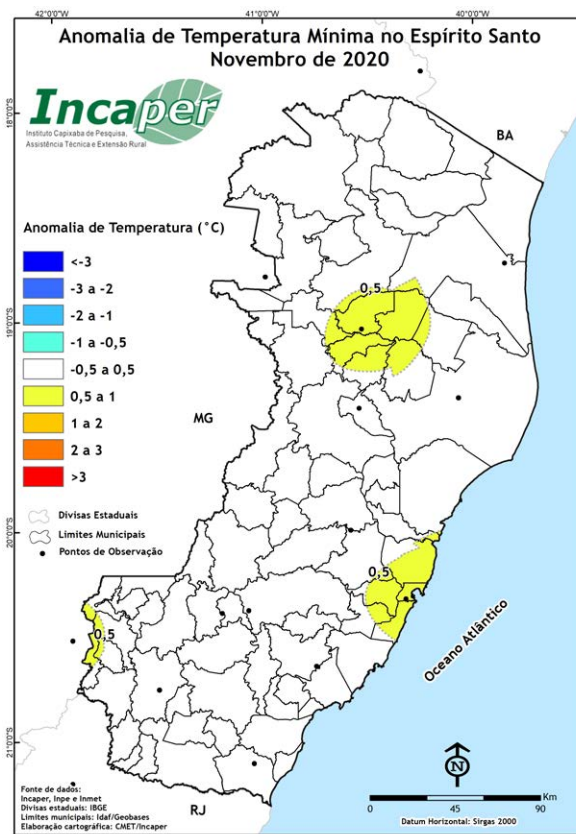 42°0'0"W 41°0'0"W 40°0'0"W
Anomalia de Temperatura Mínima no Espírito Santo
Novembro de 2020
18°0'0"S
Incaper
Instituto Capixaba de Pesquisa,
Assistência Técnica e Extensão Rural
BA
Anomalia de Temperatura (°C)
<-3
-3 a -2
-2 a -1
-1 a -0,5
-0,5 a 0,5
0,5 a 1
1 a 2
2 a 3
>3
0,5
19°0'0"S
MG
Divisas Estaduais
Limites Municipais
Pontos de Observação
20°0'0"S
0,5
0,5
Oceano Atlântico
21°0'0"S
N
Fonte de dados:
Incaper, Inpe e Inmet
Divisas estaduais: IBGE
Limites municipais: Idaf/Geobases
Elaboração cartográfica: CMET/Incaper
RJ
Km
0 45 90
Datum Horizontal: Sirgas 2000